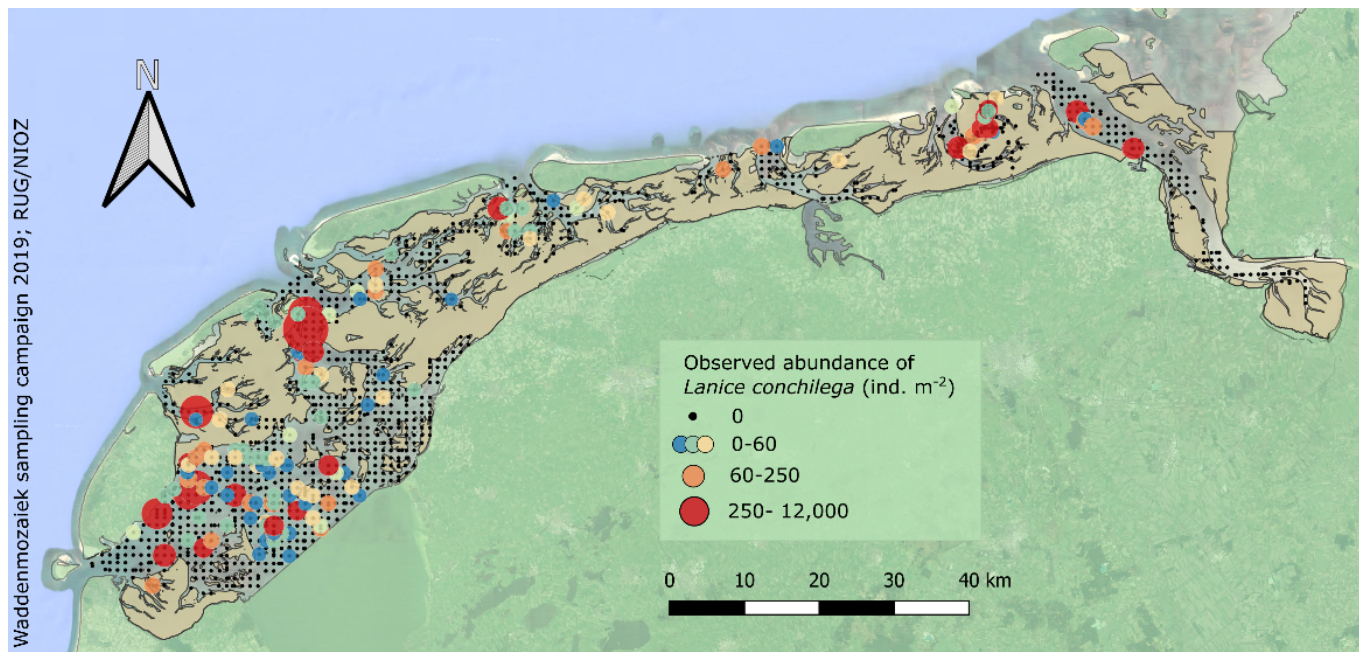 Waddenmozaiek sampling campaign 2019; RUG/NIOZ
N
Observed abundance of
Lanice conchilega (ind. m⁻²)
0
0-60
60-250
250- 12,000
0 10 20 30 40 km